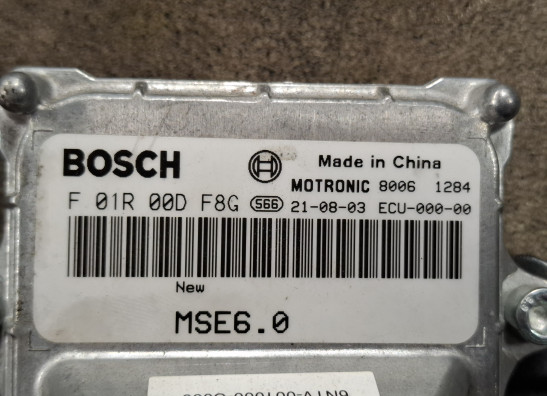 BOSCH
Made in China
MOTRONIC 8006 1284
F 01R 00D F8G 566 21-08-03 ECU-000-00
New
MSE6.0